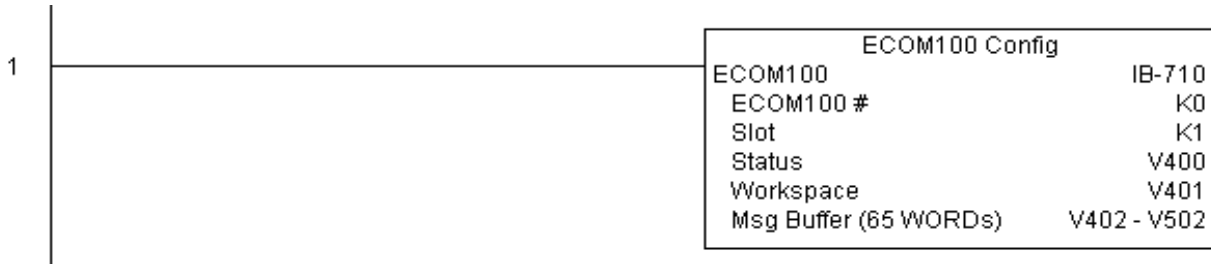 ECOM100 Config
1
ECOM100 IB-710
ECOM100 # K0
Slot K1
Status V400
Workspace V401
Msg Buffer (65 WORDs) V402 - V502